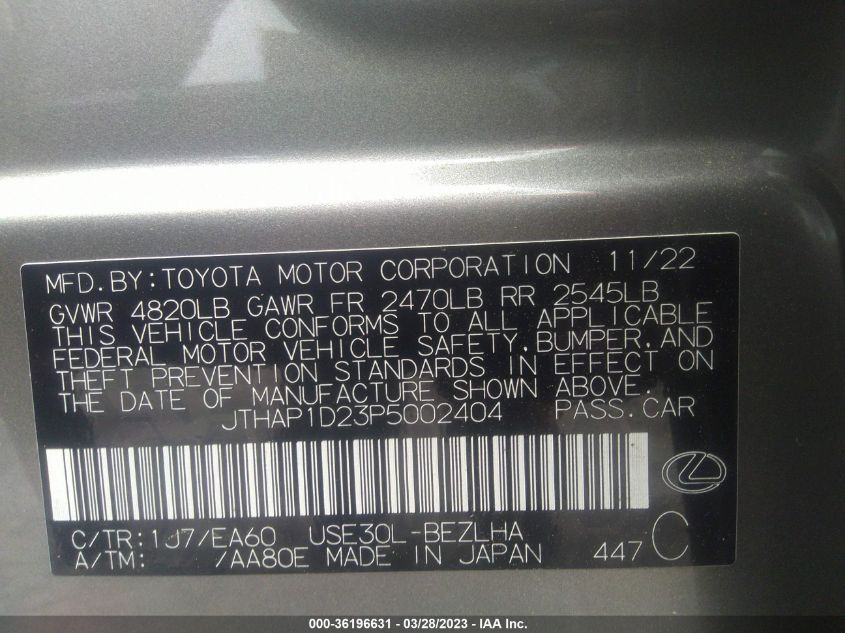 MFD.BY:TOYOTA MOTOR CORPORATION 11/22
GVWR 4820LB GAWR FR 2470LB RR 2545LB
THIS VEHICLE CONFORMS TO ALL APPLICABLE
FEDERAL MOTOR VEHICLE SAFETY,BUMPER,AND
THEFT PREVENTION STANDARDS IN EFFECT ON
THE DATE OF MANUFACTURE SHOWN ABOVE.
JTHAP1D23P5002404 PASS.CAR
C/TR:1J7/EA60 USE30L-BEZLHA
A/TM: /AA80E MADE IN JAPAN 447 C
000-36196631 - 03/28/2023 - IAA Inc.